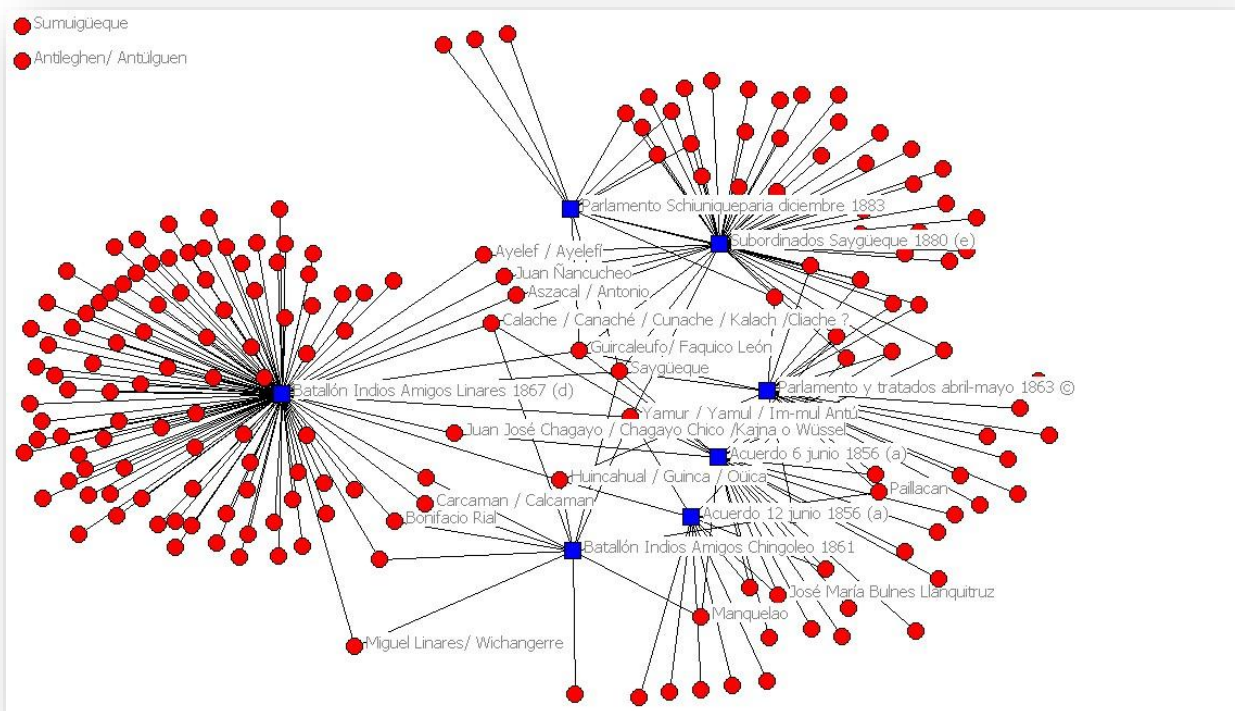 Sumuigüeque
Antileghen/ Antülguen
Parlamento Schiuniqueparia diciembre 1883
Subordinados Saygüeque 1880 (e)
Ayelef / Ayelefí
Juan Ñancucheo
Aszacal / Antonio
Calache / Canaché / Cunache / Kalach /Cliache ?
Guircaleufo/ Faquico León
Saygüeque
Batallón Indios Amigos Linares 1867 (d)
Parlamento y tratados abril-mayo 1863 ©
Yamur / Yamul / Im-mul Antú
Juan José Chagayo / Chagayo Chico /Kajna o Wüssel
Acuerdo 6 junio 1856 (a)
Huincahual / Guinca / Oüica
Paillacan
Carcaman / Calcaman
Acuerdo 12 junio 1856 (a)
Bonifacio Rial
Batallón Indios Amigos Chingoleo 1861
José María Bulnes Llanquitruz
Manquelao
Miguel Linares/ Wichangerre